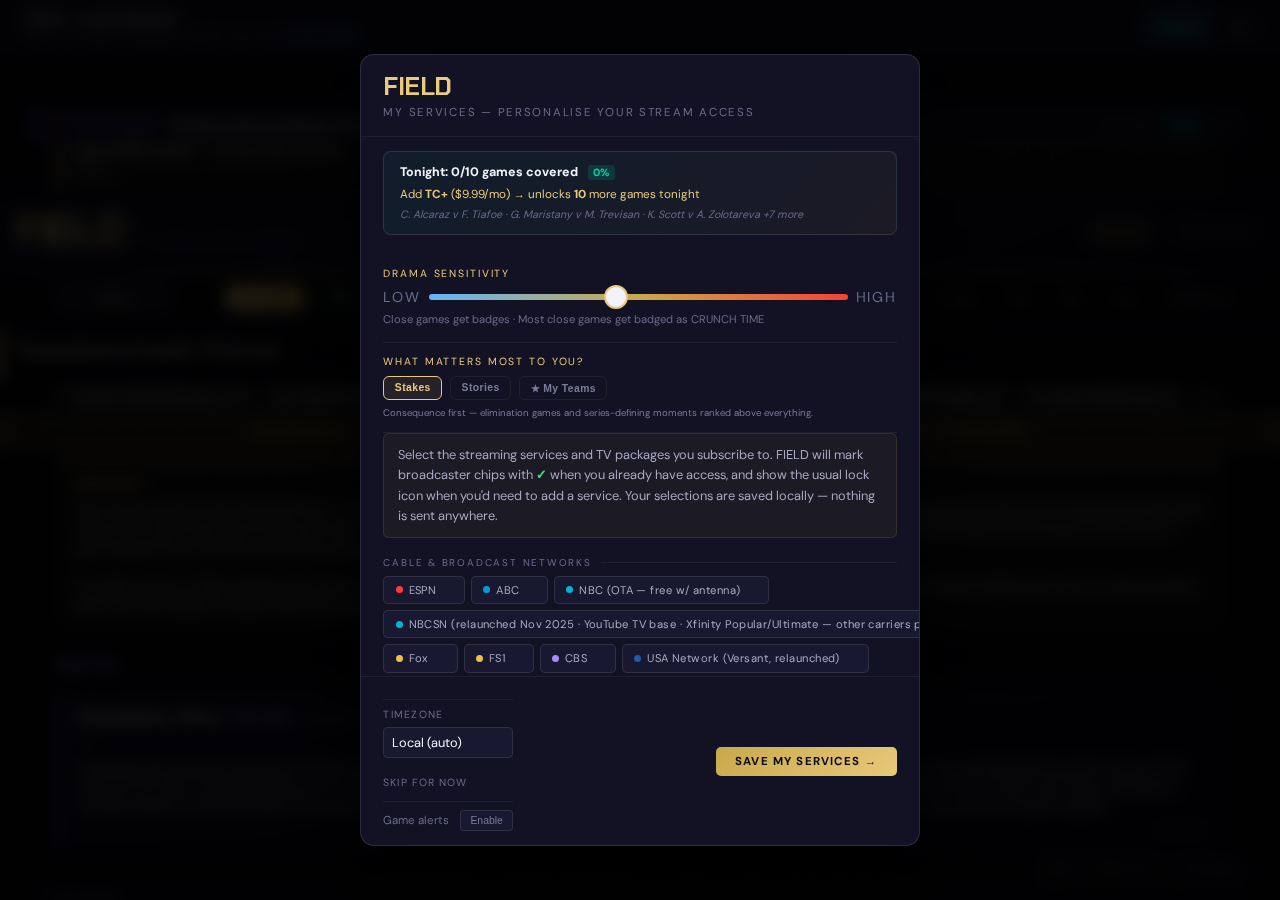 FIELD
MY SERVICES — PERSONALISE YOUR STREAM ACCESS
Tonight: 0/10 games covered 0%
Add TC+ ($9.99/mo) → unlocks 10 more games tonight
C. Alcaraz v F. Tiafoe · G. Maristany v M. Trevisan · K. Scott v A. Zolotareva +7 more
DRAMA SENSITIVITY
LOW HIGH
Close games get badges · Most close games get badged as CRUNCH TIME
WHAT MATTERS MOST TO YOU?
Stakes Stories ★ My Teams
Consequence first — elimination games and series-defining moments ranked above everything.
Select the streaming services and TV packages you subscribe to. FIELD will mark
broadcaster chips with ✓ when you already have access, and show the usual lock
icon when you'd need to add a service. Your selections are saved locally — nothing
is sent anywhere.
CABLE & BROADCAST NETWORKS
ESPN ABC NBC (OTA — free w/ antenna)
NBCSN (relaunched Nov 2025 · YouTube TV base · Xfinity Popular/Ultimate — other carriers
Fox FS1 CBS USA Network (Versant, relaunched)
TIMEZONE
Local (auto)
SAVE MY SERVICES →
SKIP FOR NOW
Game alerts Enable